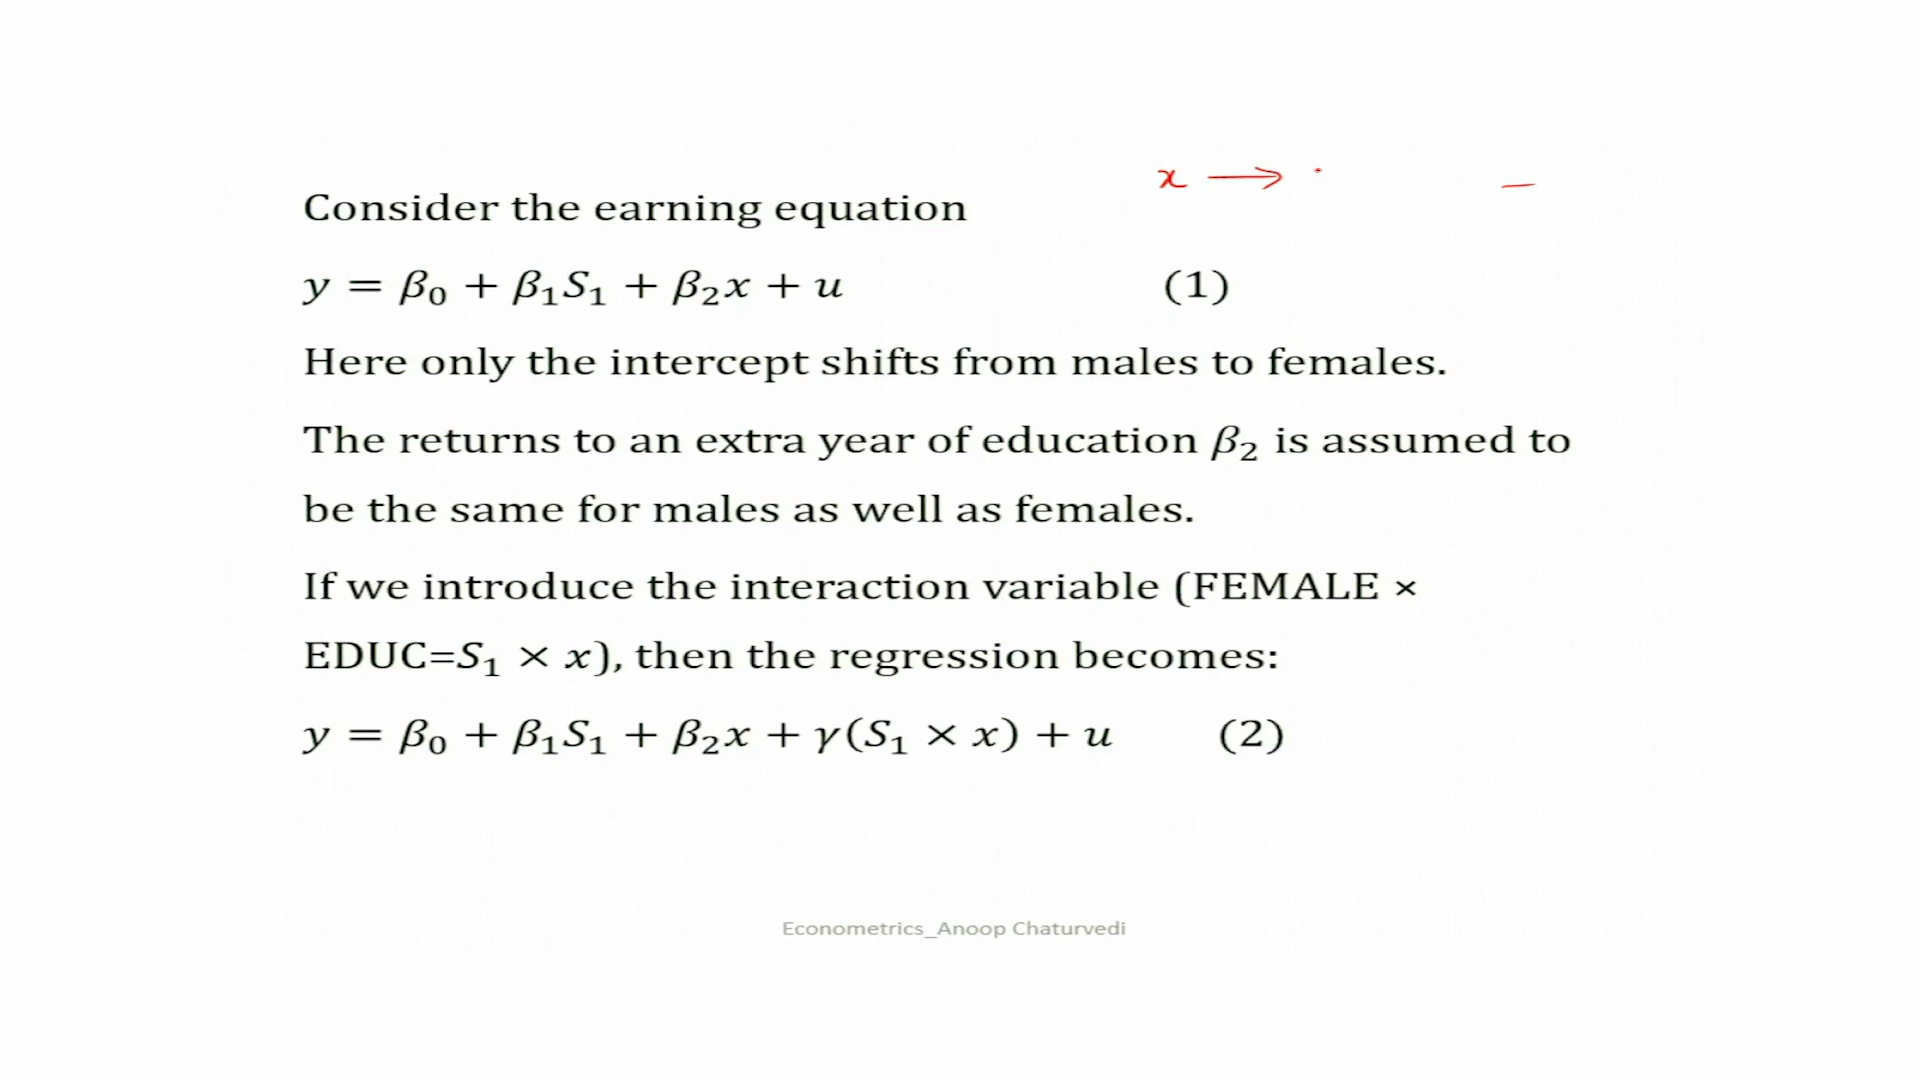 x →
Consider the earning equation
y = β₀ + β₁S₁ + β₂x + u (1)
Here only the intercept shifts from males to females.
The returns to an extra year of education β₂ is assumed to
be the same for males as well as females.
If we introduce the interaction variable (FEMALE ×
EDUC=S₁ × x), then the regression becomes:
y = β₀ + β₁S₁ + β₂x + γ(S₁ × x) + u (2)
Econometrics_Anoop Chaturvedi